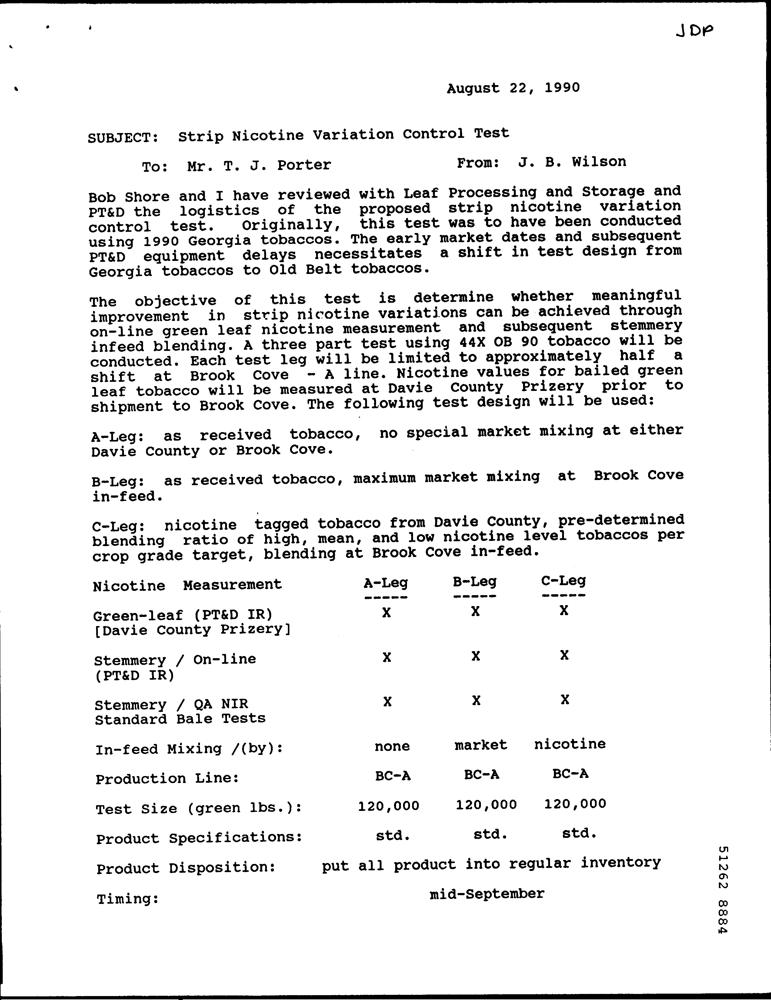 JDP
August 22, 1990
SUBJECT: Strip Nicotine Variation Control Test
To: Mr. T. J. Porter From: J. B. Wilson
Bob Shore and I have reviewed with Leaf Processing and Storage and
PT&D the logistics of the proposed strip nicotine variation
control test. Originally, this test was to have been conducted
using 1990 Georgia tobaccos. The early market dates and subsequent
PT&D equipment delays necessitates a shift in test design from
Georgia tobaccos to Old Belt tobaccos.
The objective of this test is determine whether meaningful
improvement in strip nicotine variations can be achieved through
on-line green leaf nicotine measurement and subsequent stemmery
infeed blending. A three part test using 44X OB 90 tobacco will be
conducted. Each test leg will be limited to approximately half a
shift at Brook Cove - A line. Nicotine values for bailed green
leaf tobacco will be measured at Davie County Prizery prior to
shipment to Brook Cove. The following test design will be used:
A-Leg: as received tobacco, no special market mixing at either
Davie County or Brook Cove.
B-Leg: as received tobacco, maximum market mixing at Brook Cove
in-feed.
C-Leg: nicotine tagged tobacco from Davie County, pre-determined
blending ratio of high, mean, and low nicotine level tobaccos per
crop grade target, blending at Brook Cove in-feed.
Nicotine Measurement A-Leg B-Leg C-Leg
----- ----- -----
Green-leaf (PT&D IR) X X X
[Davie County Prizery]
Stemmery / On-line X X X
(PT&D IR)
Stemmery / QA NIR X X X
Standard Bale Tests
In-feed Mixing /(by): none market nicotine
Production Line: BC-A BC-A BC-A
Test Size (green lbs.): 120,000 120,000 120,000
Product Specifications: std. std. std.
Product Disposition: put all product into regular inventory
Timing: mid-September
51262 8884